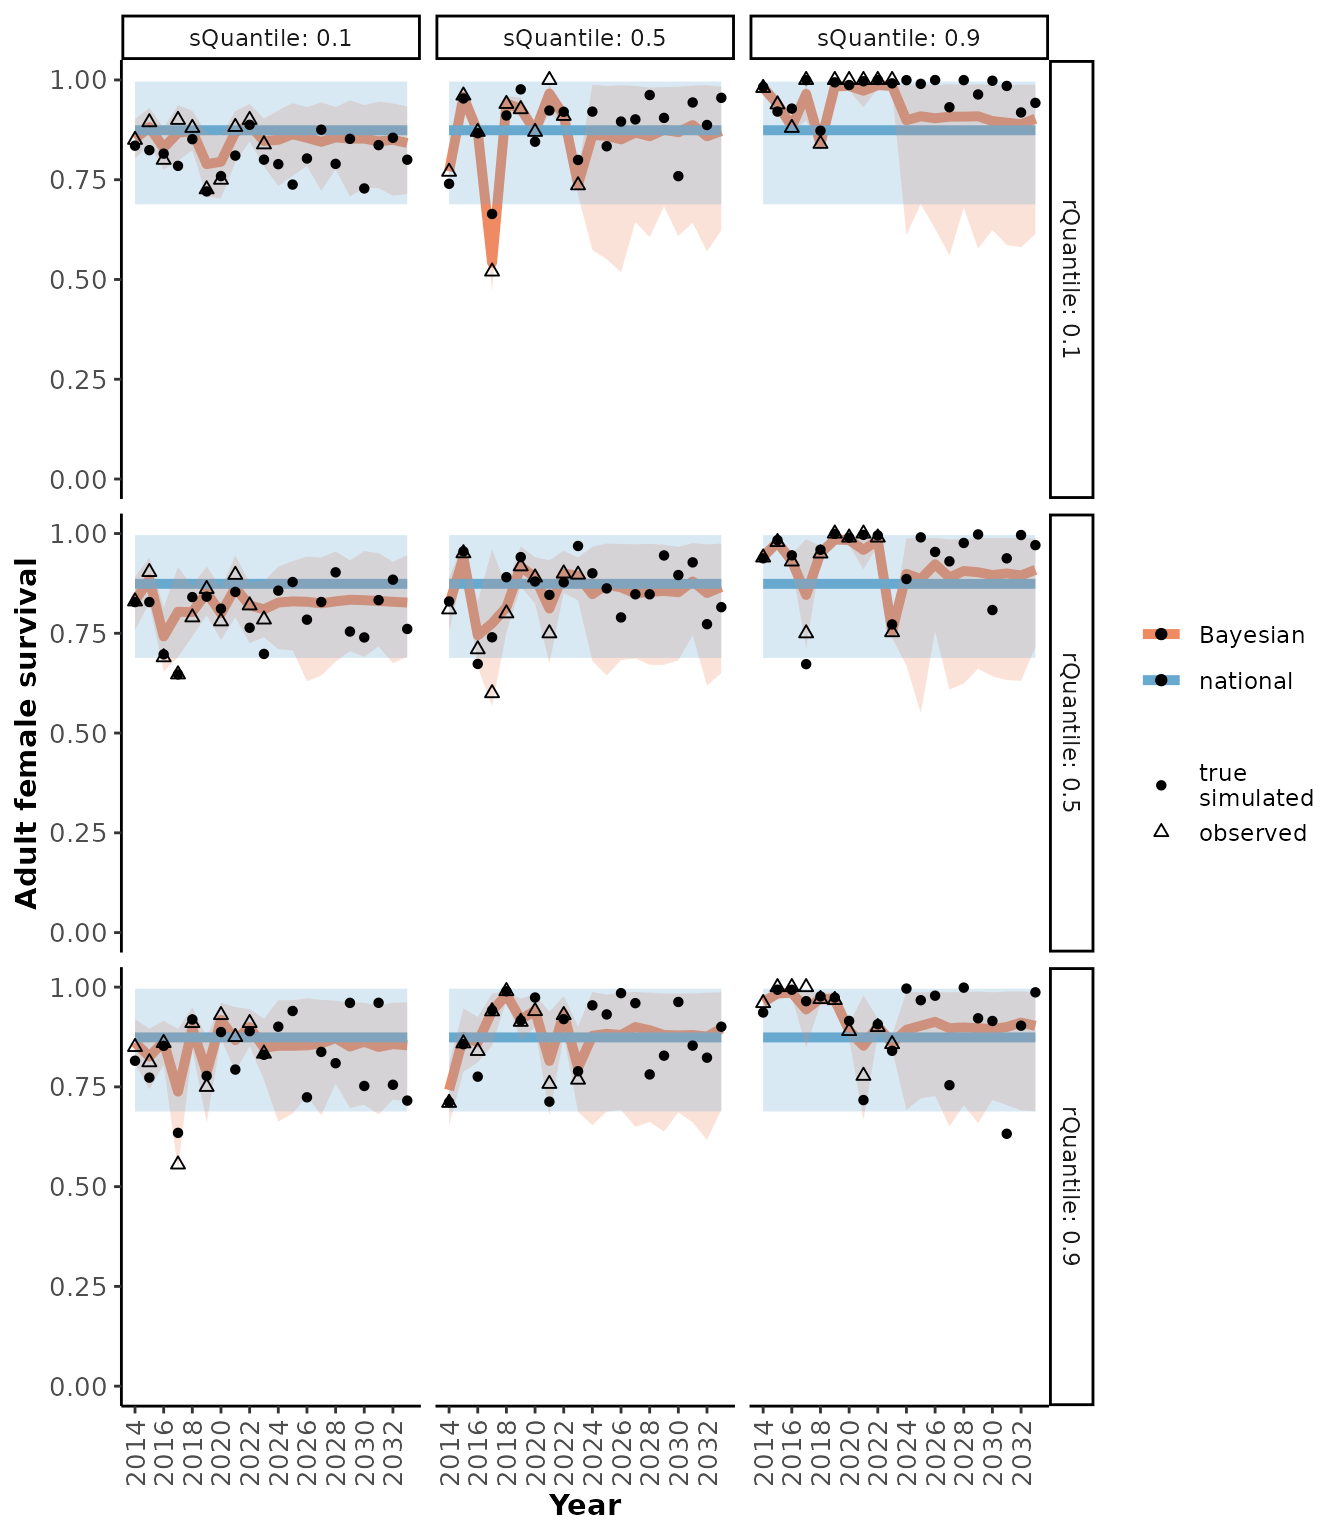 sQuantile: 0.1
sQuantile: 0.5
sQuantile: 0.9
1.00
0.75
0.50
0.25
0.00
rQuantile: 0.1
1.00
0.75
0.50
0.25
0.00
rQuantile: 0.5
1.00
0.75
0.50
0.25
0.00
rQuantile: 0.9
Adult female survival
Bayesian
national
true
simulated
observed
2014 2016 2018 2020 2022 2024 2026 2028 2030 2032
2014 2016 2018 2020 2022 2024 2026 2028 2030 2032
2014 2016 2018 2020 2022 2024 2026 2028 2030 2032
Year